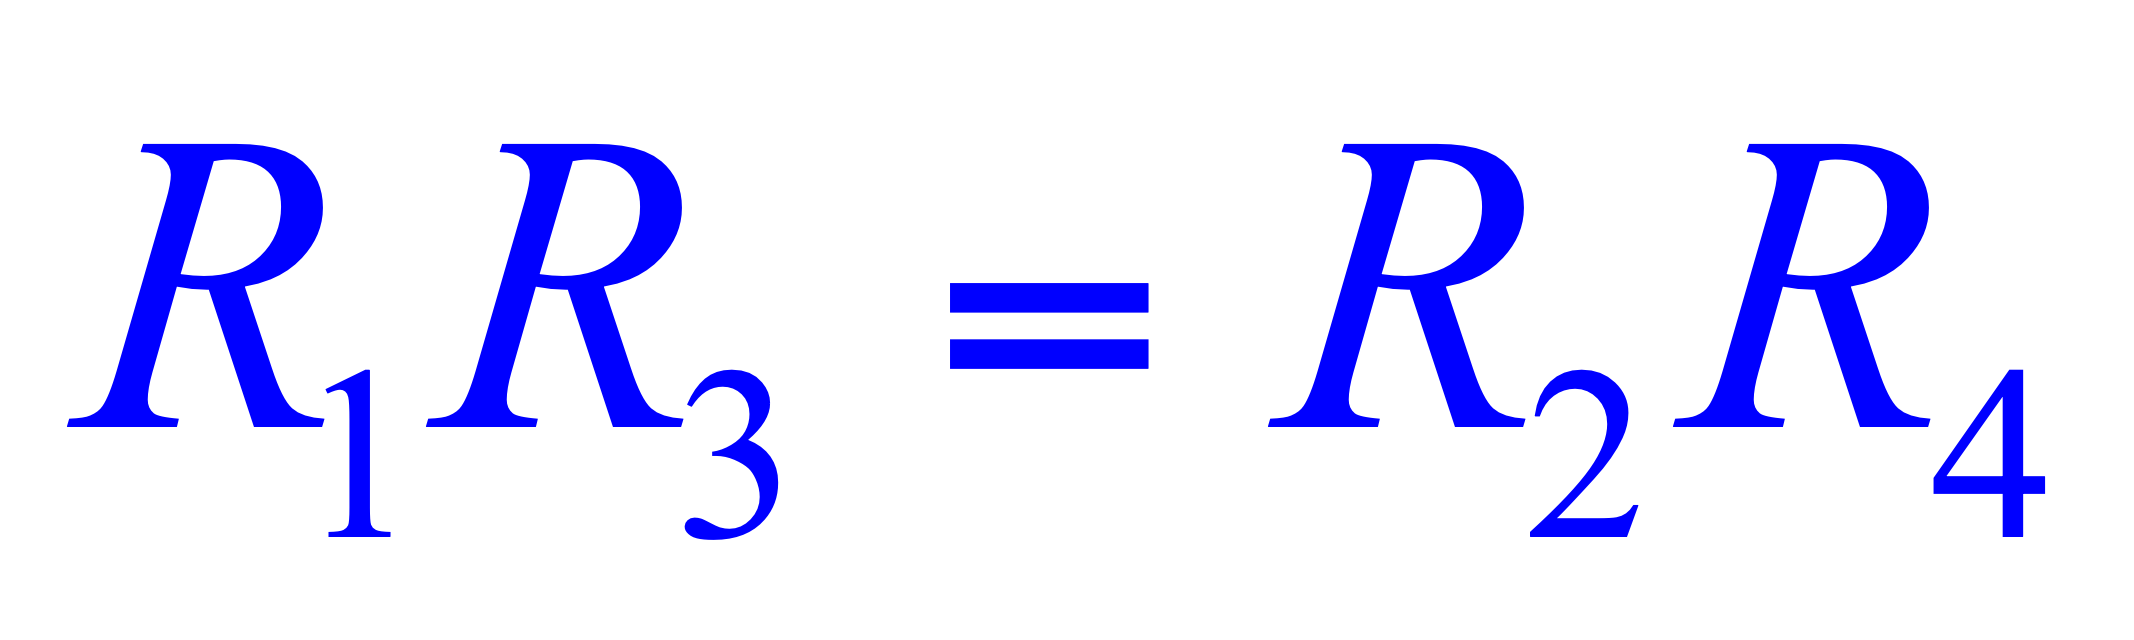 R₁R₃ = R₂R₄